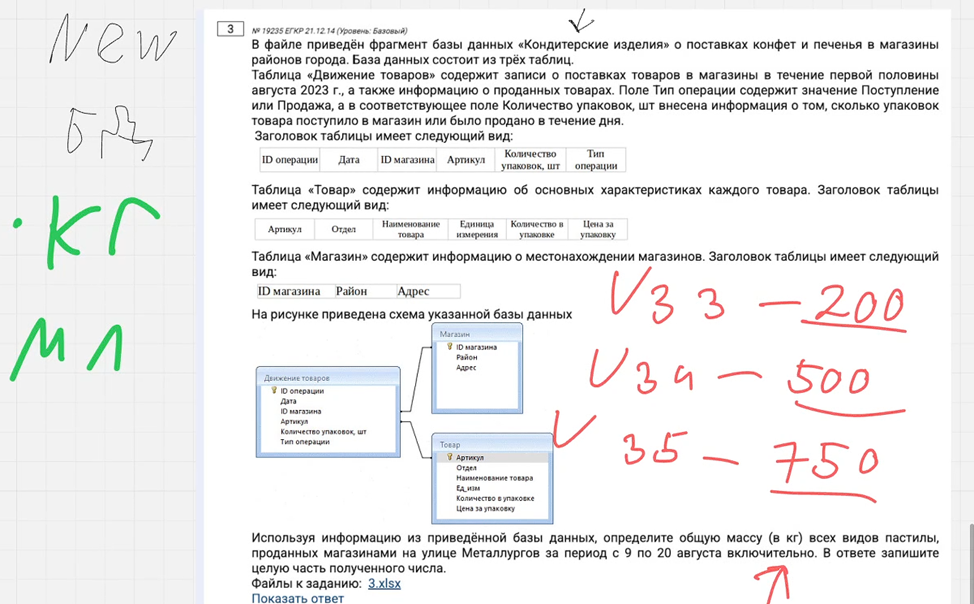 New
БД
кг
мл
3 № 19235 ЕГКР 21.12.14 (Уровень: Базовый)
В файле приведён фрагмент базы данных «Кондитерские изделия» о поставках конфет и печенья в магазины
районов города. База данных состоит из трёх таблиц.
Таблица «Движение товаров» содержит записи о поставках товаров в магазины в течение первой половины
августа 2023 г., а также информацию о проданных товарах. Поле Тип операции содержит значение Поступление
или Продажа, а в соответствующее поле Количество упаковок, шт внесена информация о том, сколько упаковок
товара поступило в магазин или было продано в течение дня.
Заголовок таблицы имеет следующий вид:
ID операции Дата ID магазина Артикул Количество упаковок, шт Тип операции
Таблица «Товар» содержит информацию об основных характеристиках каждого товара. Заголовок таблицы
имеет следующий вид:
Артикул Отдел Наименование товара Единица измерения Количество в упаковке Цена за упаковку
Таблица «Магазин» содержит информацию о местонахождении магазинов. Заголовок таблицы имеет следующий
вид:
ID магазина Район Адрес
На рисунке приведена схема указанной базы данных
Магазин
ID магазина
Район
Адрес
Движение товаров
ID операции
Дата
ID магазина
Артикул
Количество упаковок, шт
Тип операции
Товар
Артикул
Отдел
Наименование товара
Ед_изм
Количество в упаковке
Цена за упаковку
33 — 200
34 — 500
35 — 750
Используя информацию из приведённой базы данных, определите общую массу (в кг) всех видов пастилы,
проданных магазинами на улице Металлургов за период с 9 по 20 августа включительно. В ответе запишите
целую часть полученного числа.
Файлы к заданию: 3.xlsx
Показать ответ